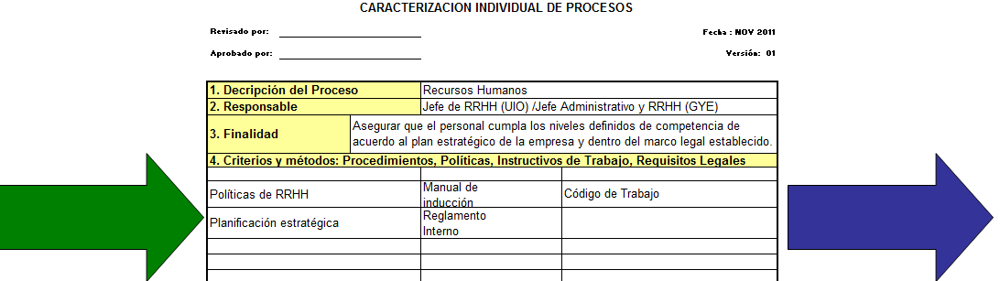 CARACTERIZACION INDIVIDUAL DE PROCESOS
Revisado por:
Fecha : NOV 2011
Aprobado por:
Versión: 01
1. Decripción del Proceso
Recursos Humanos
2. Responsable
Jefe de RRHH (UIO) /Jefe Administrativo y RRHH (GYE)
3. Finalidad
Asegurar que el personal cumpla los niveles definidos de competencia de
acuerdo al plan estratégico de la empresa y dentro del marco legal establecido.
4. Criterios y métodos: Procedimientos, Políticas, Instructivos de Trabajo, Requisitos Legales
Políticas de RRHH
Manual de
inducción
Código de Trabajo
Planificación estratégica
Reglamento
Interno